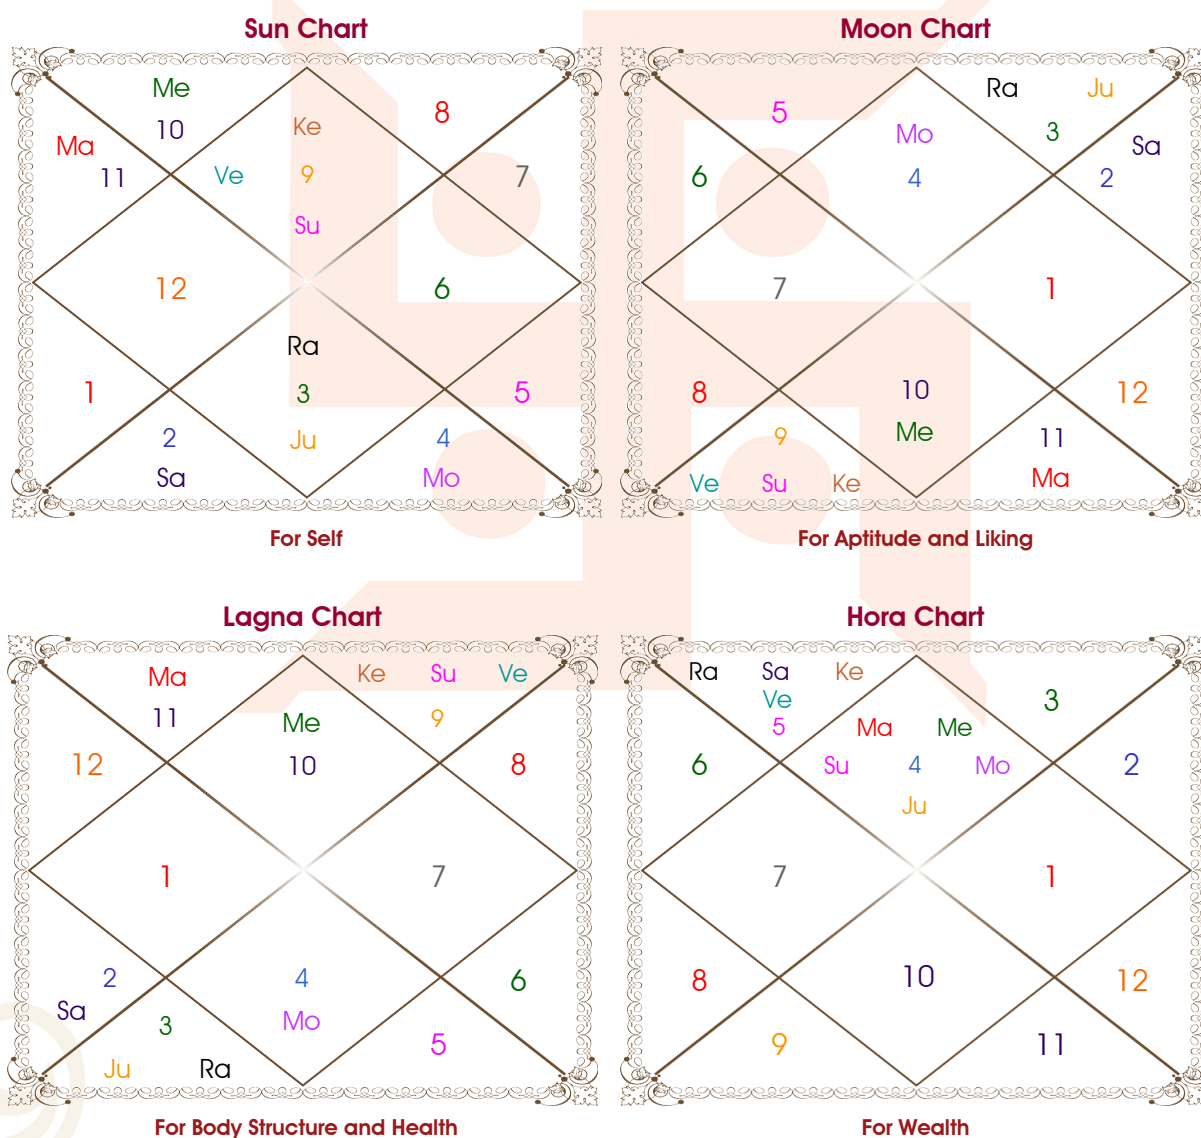 Sun Chart
Me
8
Ke
10
Ma
11
Ve
9
7
Su
12
6
Ra
1
3
5
2
Ju
4
Sa
Mo
For Self
Moon Chart
Ra
Ju
5
Mo
3
Sa
6
4
2
7
1
8
10
12
9
Me
11
Ve
Su
Ke
Ma
For Aptitude and Liking
Lagna Chart
Ma
Ke
Su
Ve
11
Me
9
12
10
8
1
7
2
4
6
Sa
3
Mo
5
Ju
Ra
For Body Structure and Health
Hora Chart
Ra
Sa
Ke
Ve
3
5
Ma
Me
6
Su
4
Mo
2
Ju
7
1
8
10
12
9
11
For Wealth